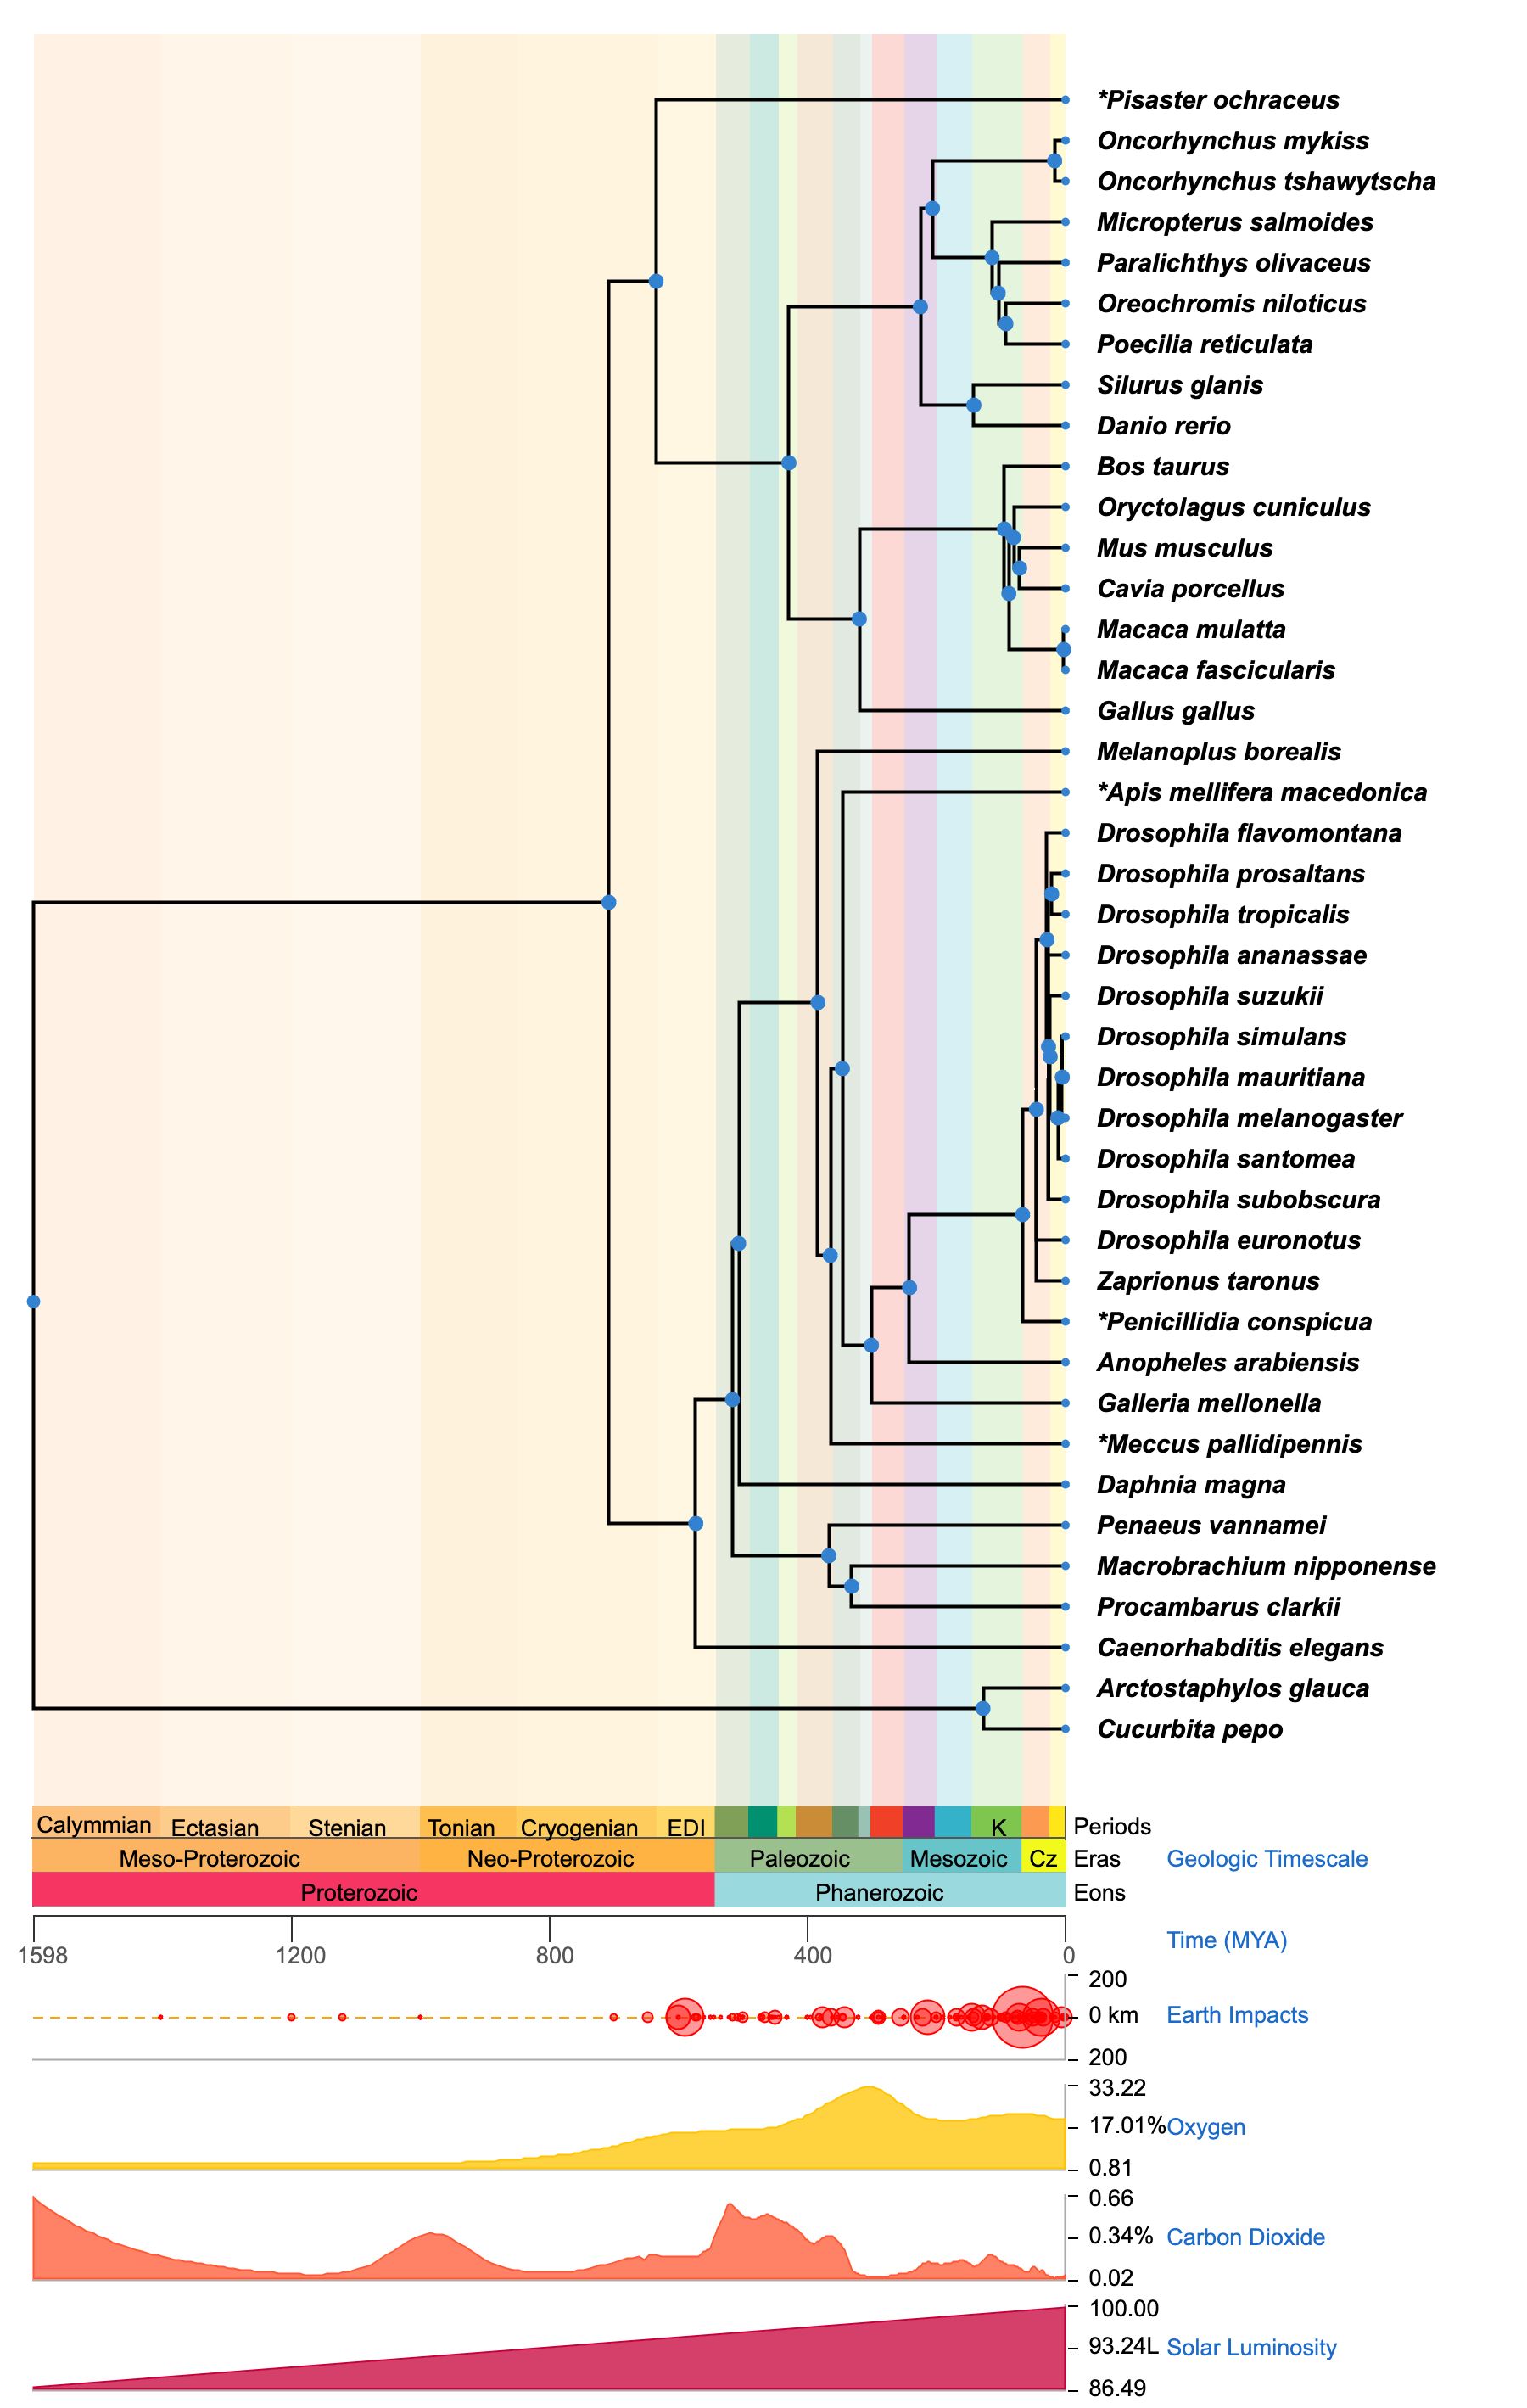 *Pisaster ochraceus
Oncorhynchus mykiss
Oncorhynchus tshawytscha
Micropterus salmoides
Paralichthys olivaceus
Oreochromis niloticus
Poecilia reticulata
Silurus glanis
Danio rerio
Bos taurus
Oryctolagus cuniculus
Mus musculus
Cavia porcellus
Macaca mulatta
Macaca fascicularis
Gallus gallus
Melanoplus borealis
*Apis mellifera macedonica
Drosophila flavomontana
Drosophila prosaltans
Drosophila tropicalis
Drosophila ananassae
Drosophila suzukii
Drosophila simulans
Drosophila mauritiana
Drosophila melanogaster
Drosophila santomea
Drosophila subobscura
Drosophila euronotus
Zaprionus taronus
*Penicillidia conspicua
Anopheles arabiensis
Galleria mellonella
*Meccus pallidipennis
Daphnia magna
Penaeus vannamei
Macrobrachium nipponense
Procambarus clarkii
Caenorhabditis elegans
Arctostaphylos glauca
Cucurbita pepo
Calymmian Ectasian Stenian Tonian Cryogenian EDI K Periods
Meso-Proterozoic Neo-Proterozoic Paleozoic Mesozoic Cz Eras Geologic Timescale
Proterozoic Phanerozoic Eons
1598 1200 800 400 0 Time (MYA)
200
0 km Earth Impacts
200
33.22
17.01% Oxygen
0.81
0.66
0.34% Carbon Dioxide
0.02
100.00
93.24L Solar Luminosity
86.49